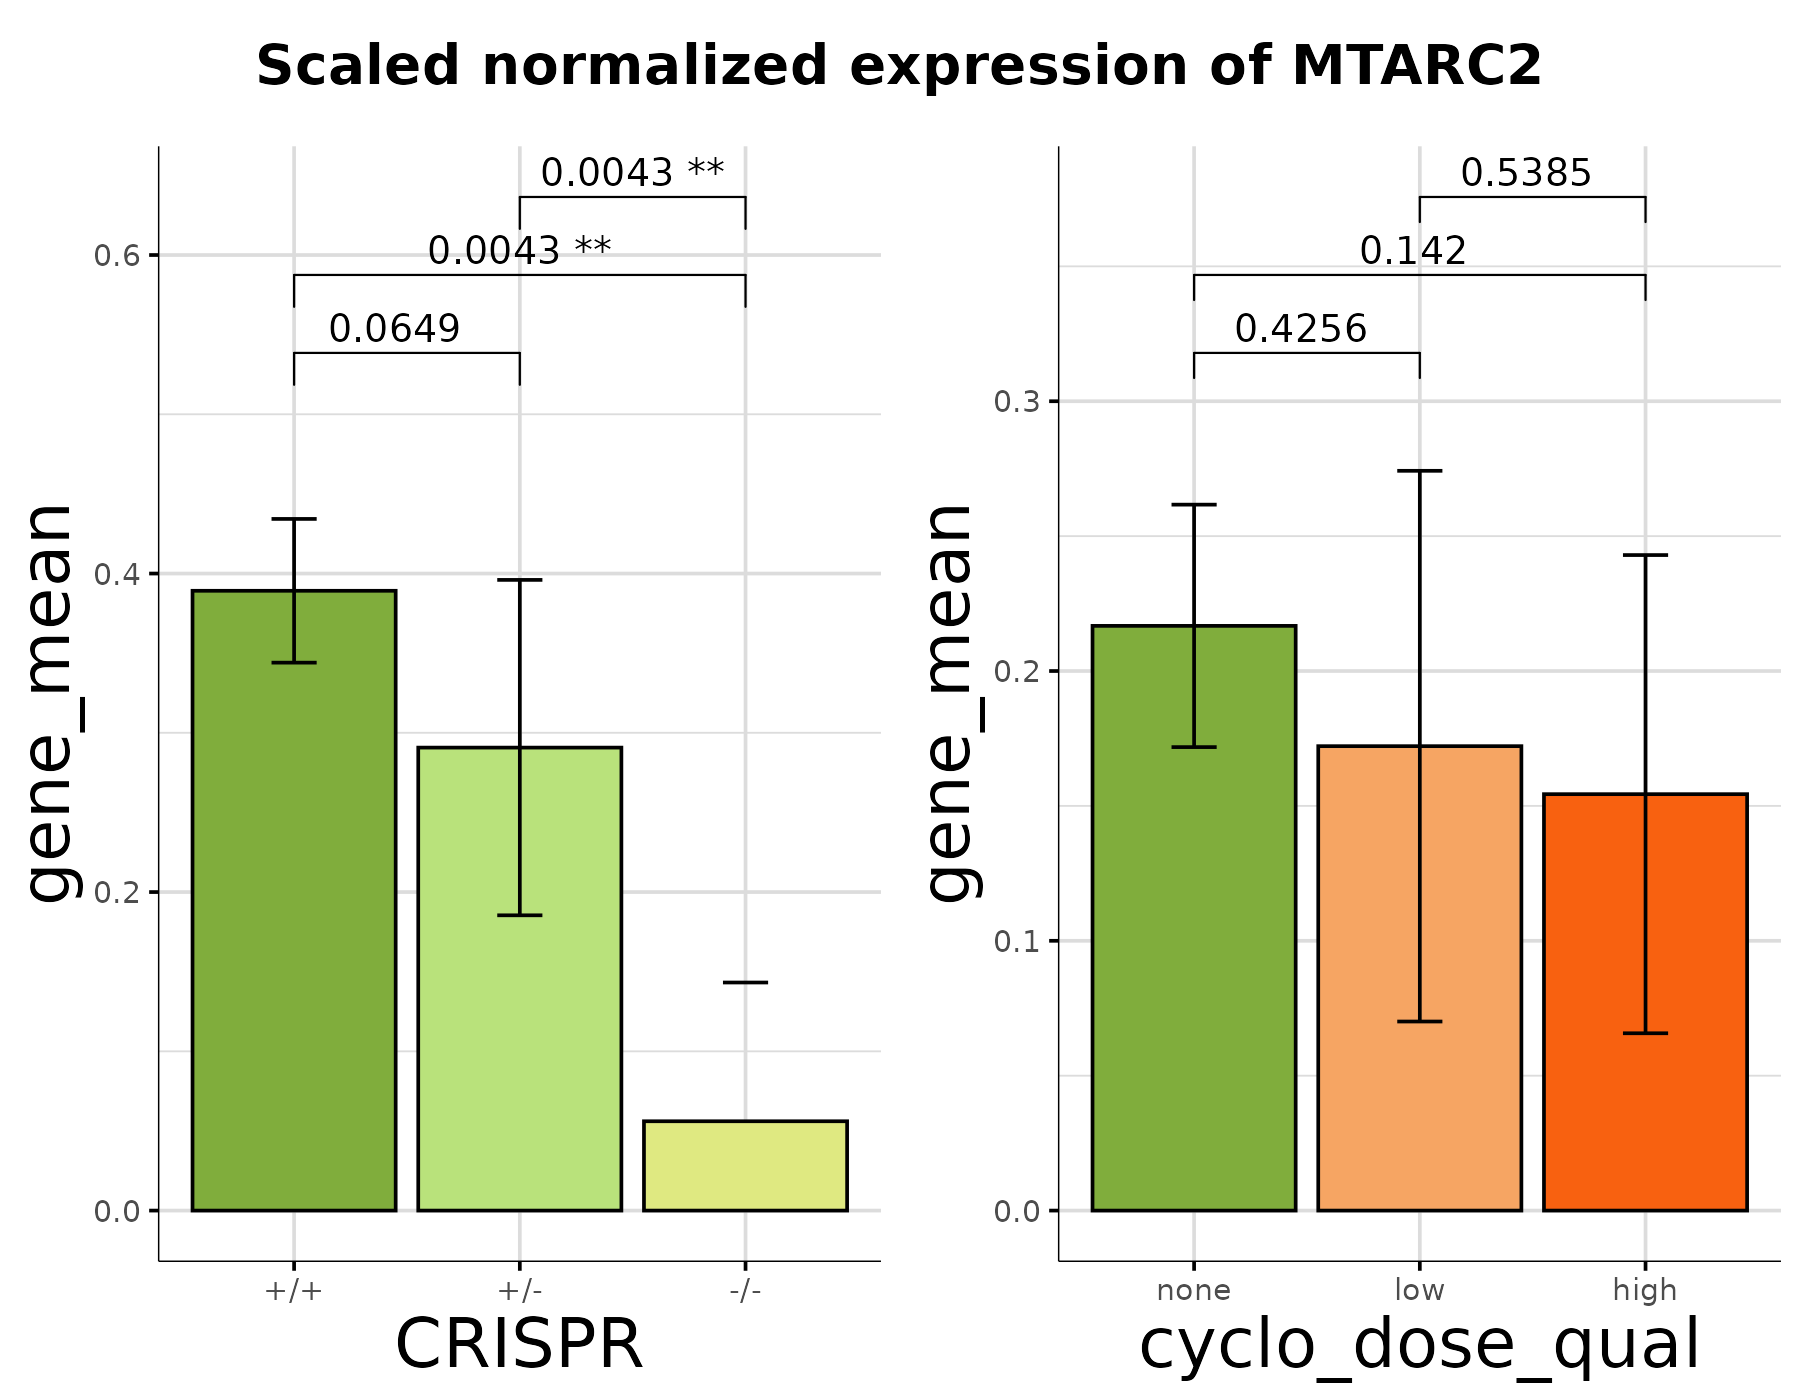 Scaled normalized expression of MTARC2
0.0043 **
0.0043 **
0.0649
0.6
0.4
0.2
0.0
gene_mean
+/+
+/-
-/-
CRISPR
0.5385
0.142
0.4256
0.3
0.2
0.1
0.0
gene_mean
none
low
high
cyclo_dose_qual